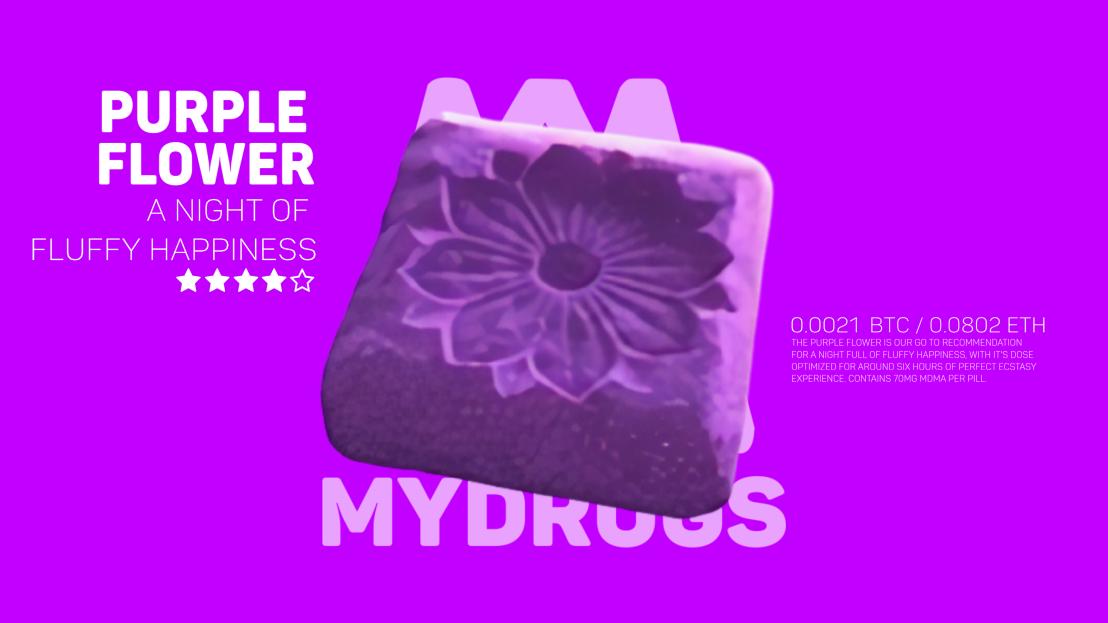 PURPLE
FLOWER
A NIGHT OF
FLUFFY HAPPINESS
0.0021 BTC / 0.0802 ETH
THE PURPLE FLOWER IS OUR GO TO RECOMMENDATION
FOR A NIGHT FULL OF FLUFFY HAPPINESS, WITH IT'S DOSE
OPTIMIZED FOR AROUND SIX HOURS OF PERFECT ECSTASY
EXPERIENCE. CONTAINS 70MG MDMA PER PILL.
MYDRUGS